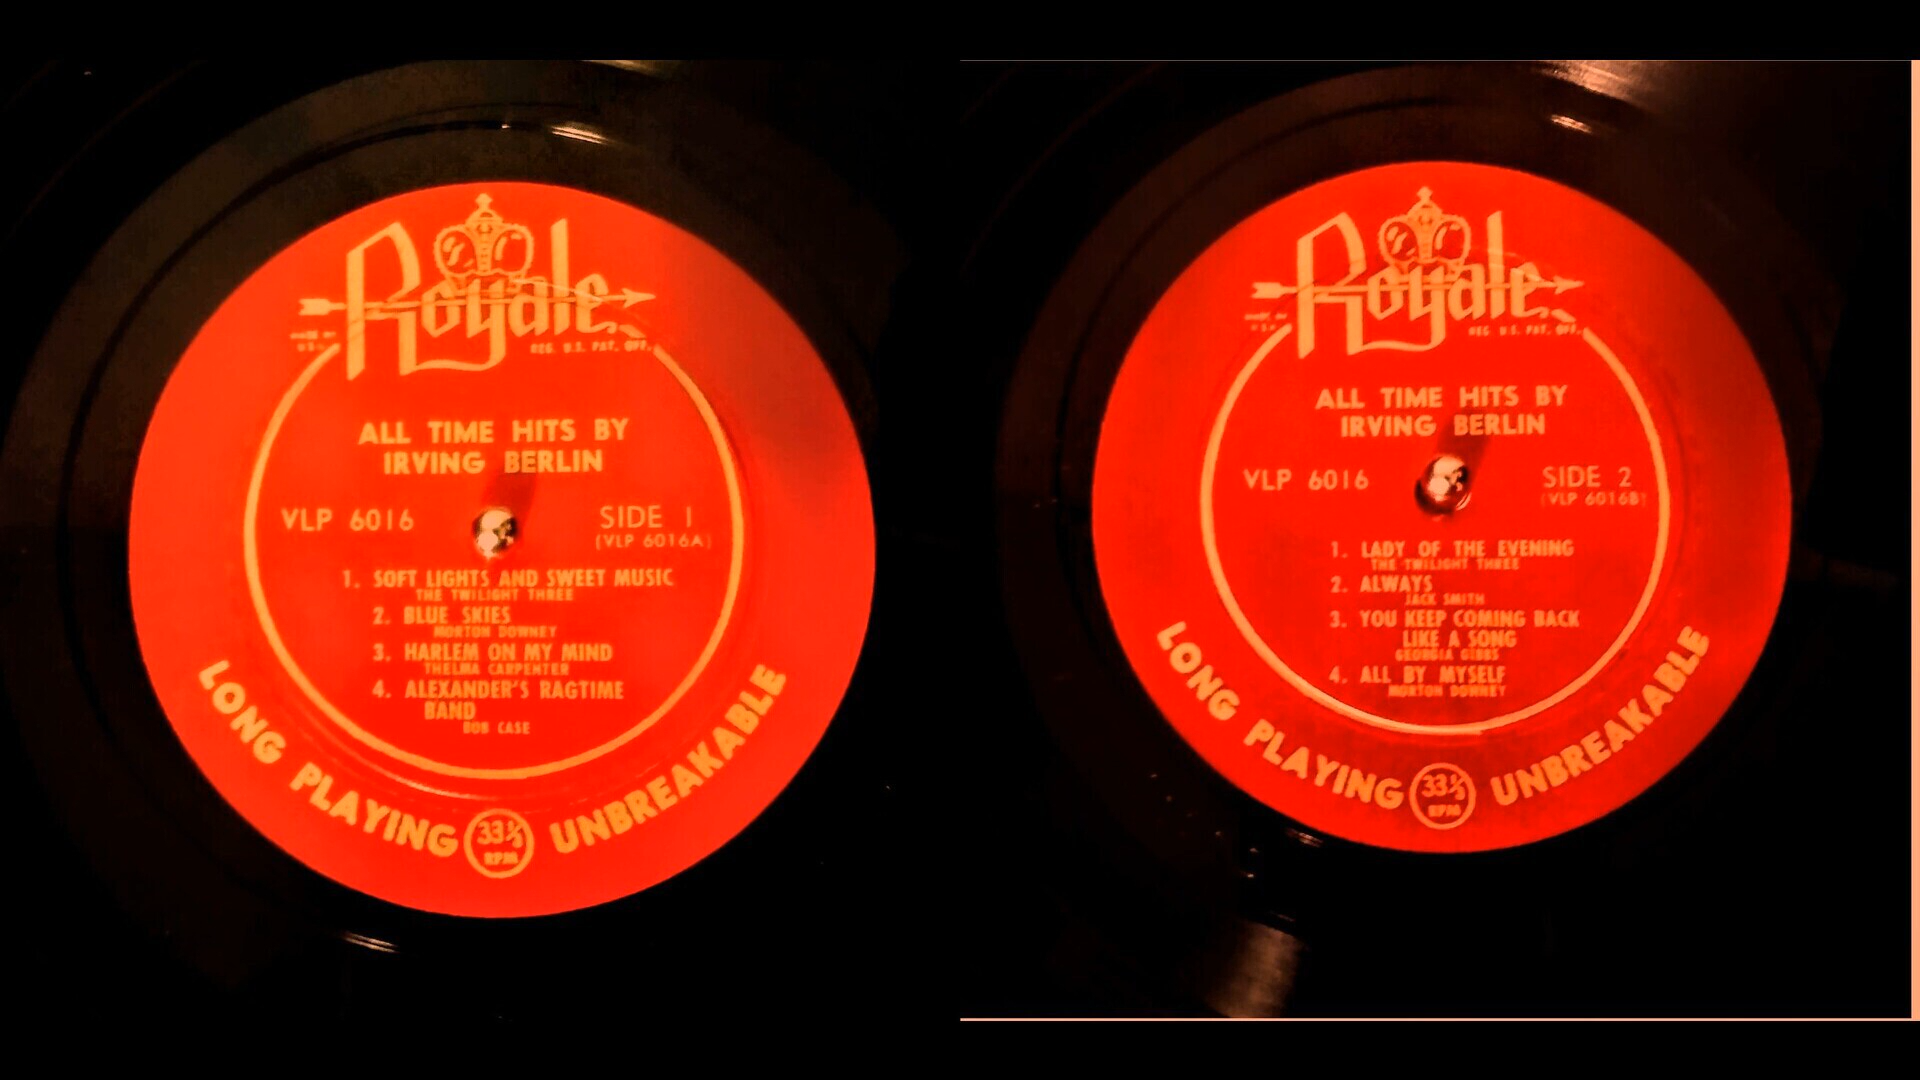 Royale
MADE IN
U.S.A.
REG. U.S. PAT. OFF.
ALL TIME HITS BY
IRVING BERLIN
VLP 6016
SIDE 1
(VLP 6016A)
1. SOFT LIGHTS AND SWEET MUSIC
THE TWILIGHT THREE
2. BLUE SKIES
MORTON DOWNEY
3. HARLEM ON MY MIND
THELMA CARPENTER
4. ALEXANDER'S RAGTIME
BAND
BOB CASE
LONG PLAYING 33⅓ RPM UNBREAKABLE
Royale
MADE IN
U.S.A.
REG. U.S. PAT. OFF.
ALL TIME HITS BY
IRVING BERLIN
VLP 6016
SIDE 2
(VLP 6016B)
1. LADY OF THE EVENING
THE TWILIGHT THREE
2. ALWAYS
JACK SMITH
3. YOU KEEP COMING BACK
LIKE A SONG
GEORGIA GIBBS
4. ALL BY MYSELF
MORTON DOWNEY
LONG PLAYING 33⅓ RPM UNBREAKABLE